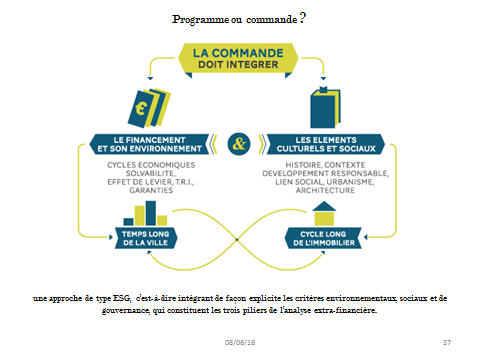 Programme ou commande ?
LA COMMANDE
DOIT INTEGRER
€
LE FINANCEMENT
ET SON ENVIRONNEMENT
&
LES ELEMENTS
CULTURELS ET SOCIAUX
CYCLES ECONOMIQUES
SOLVABILITE,
EFFET DE LEVIER, T.R.I.,
GARANTIES
HISTOIRE, CONTEXTE
DEVELOPPEMENT RESPONSABLE,
LIEN SOCIAL, URBANISME,
ARCHITECTURE
TEMPS LONG
DE LA VILLE
CYCLE LONG
DE L'IMMOBILIER
une approche de type ESG, c'est-à-dire intégrant de façon explicite les critères environnementaux, sociaux et de
gouvernance, qui constituent les trois piliers de l'analyse extra-financière.
03/06/16
37